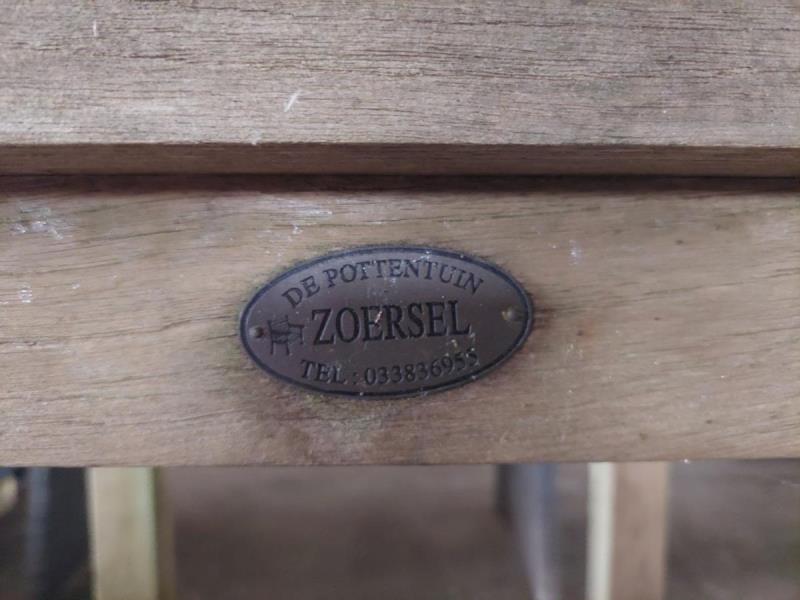 DE POTTENTUIN
ZOERSEL
TEL : 033836955